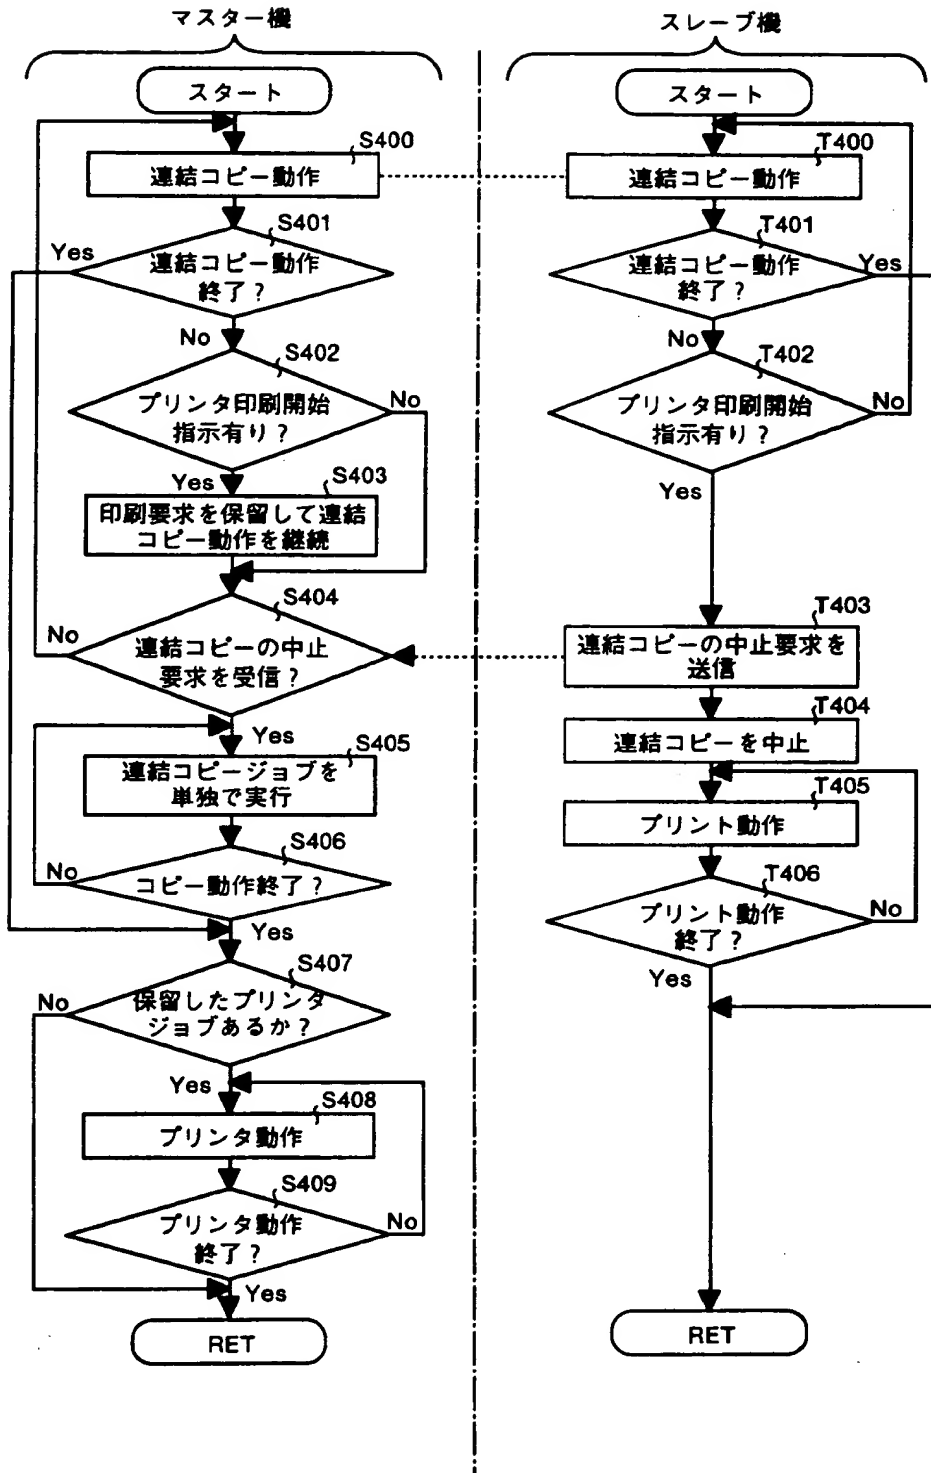 マスター機
スタート
S400
連結コピー動作
S401
Yes
連結コピー動作
終了？
No
S402
プリンタ印刷開始
指示有り？
No
Yes
S403
印刷要求を保留して連結
コピー動作を継続
S404
No
連結コピーの中止
要求を受信？
Yes
S405
連結コピージョブを
単独で実行
S406
No
コピー動作終了？
Yes
S407
No
保留したプリンタ
ジョブあるか？
Yes
S408
プリンタ動作
S409
プリンタ動作
終了？
No
Yes
RET
スレーブ機
スタート
T400
連結コピー動作
T401
連結コピー動作
終了？
Yes
No
T402
プリンタ印刷開始
指示有り？
No
Yes
T403
連結コピーの中止要求を
送信
T404
連結コピーを中止
T405
プリント動作
T406
プリント動作
終了？
No
Yes
RET